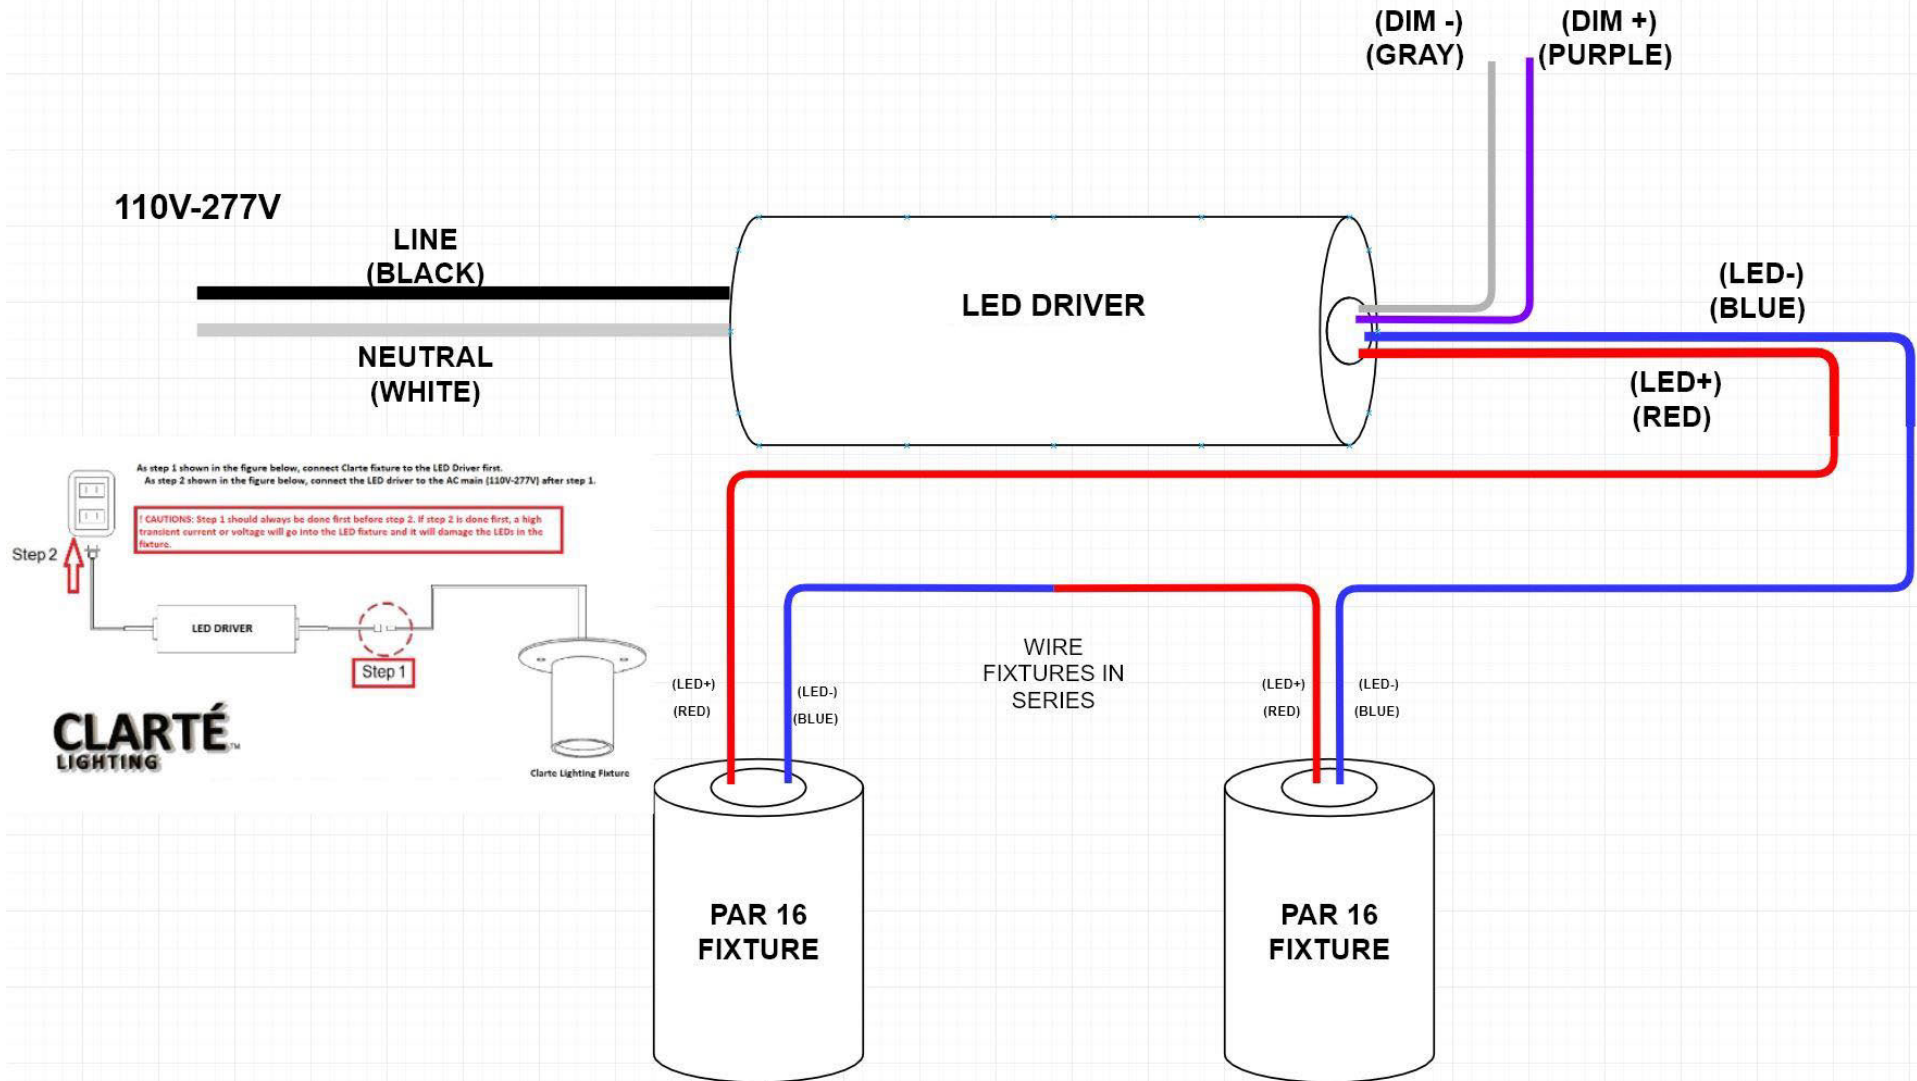 (DIM -)
(GRAY)
(DIM +)
(PURPLE)
110V-277V
LINE
(BLACK)
NEUTRAL
(WHITE)
LED DRIVER
(LED-)
(BLUE)
(LED+)
(RED)
As step 1 shown in the figure below, connect Clarte fixture to the LED Driver first.
As step 2 shown in the figure below, connect the LED driver to the AC main (110V-277V) after step 1.
! CAUTIONS: Step 1 should always be done first before step 2. If step 2 is done first, a high
transient current or voltage will go into the LED fixture and it will damage the LEDs in the
fixture.
Step 2
LED DRIVER
Step 1
CLARTÉ™
LIGHTING
Clarte Lighting Fixture
WIRE
FIXTURES IN
SERIES
(LED+)
(RED)
(LED-)
(BLUE)
(LED+)
(RED)
(LED-)
(BLUE)
PAR 16
FIXTURE
PAR 16
FIXTURE